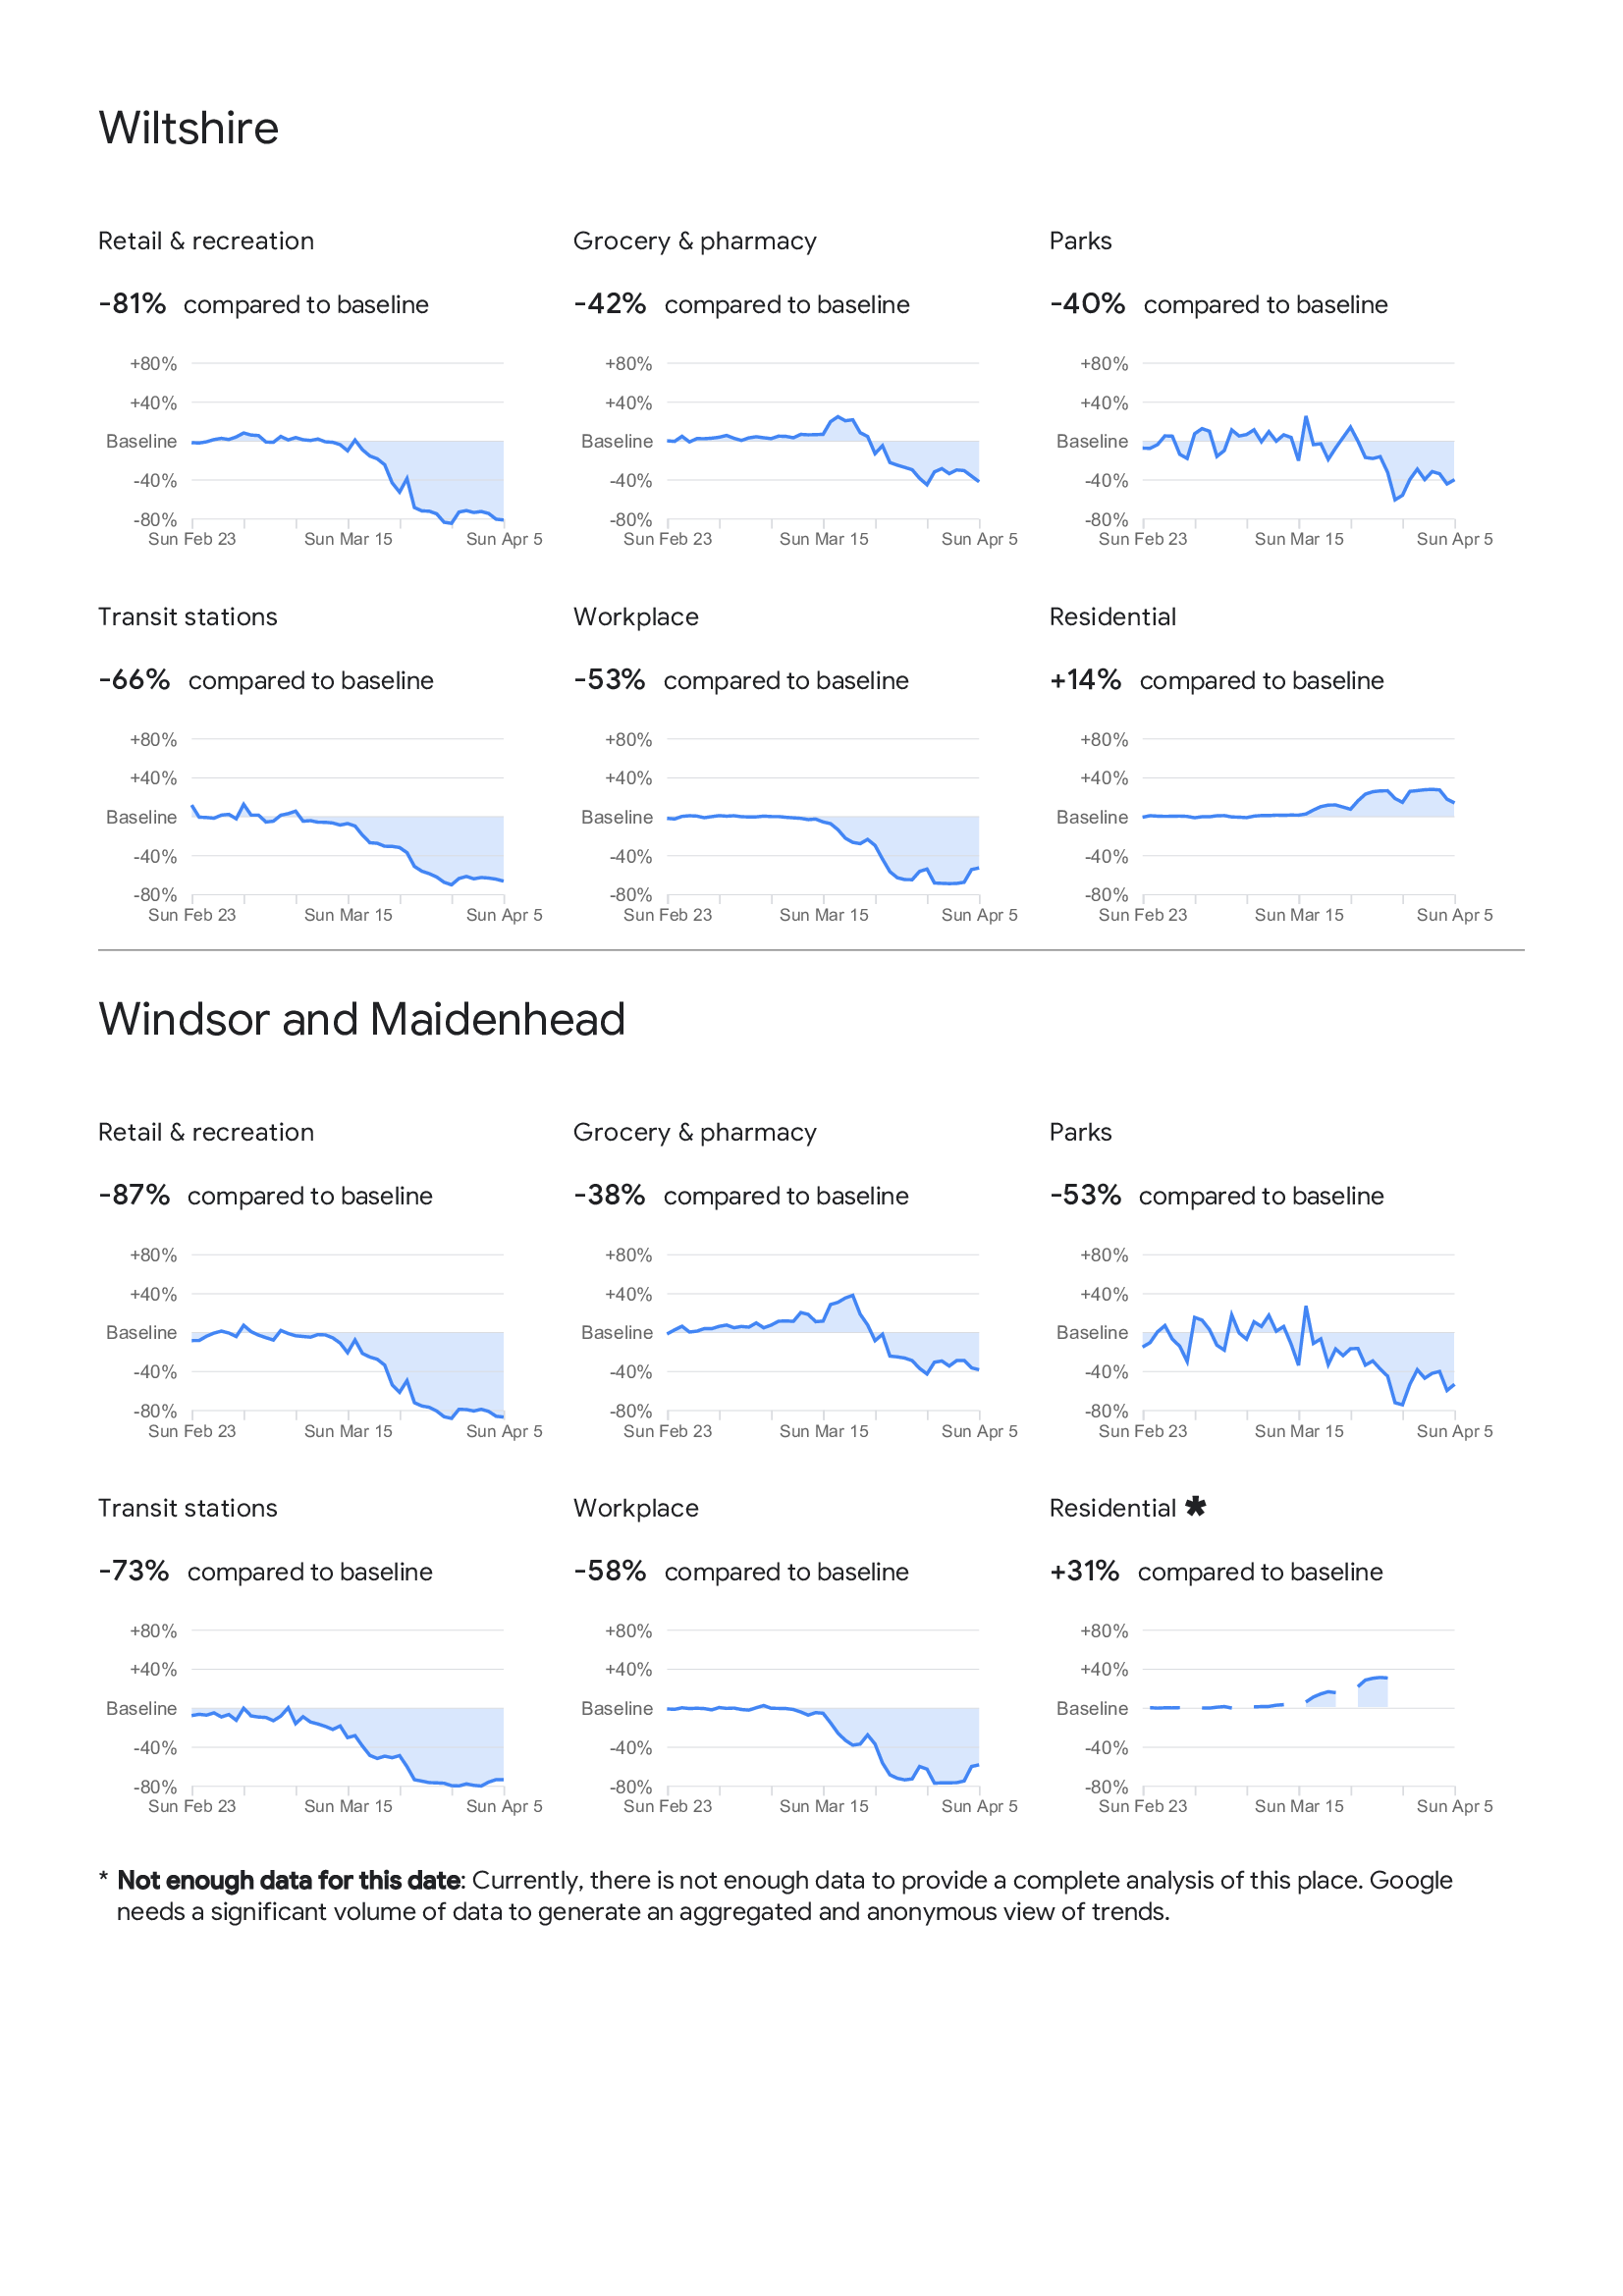 Wiltshire
Retail & recreation
-81% compared to baseline
+80%
+40%
Baseline
-40%
-80%
Sun Feb 23 Sun Mar 15 Sun Apr 5
Grocery & pharmacy
-42% compared to baseline
+80%
+40%
Baseline
-40%
-80%
Sun Feb 23 Sun Mar 15 Sun Apr 5
Parks
-40% compared to baseline
+80%
+40%
Baseline
-40%
-80%
Sun Feb 23 Sun Mar 15 Sun Apr 5
Transit stations
-66% compared to baseline
+80%
+40%
Baseline
-40%
-80%
Sun Feb 23 Sun Mar 15 Sun Apr 5
Workplace
-53% compared to baseline
+80%
+40%
Baseline
-40%
-80%
Sun Feb 23 Sun Mar 15 Sun Apr 5
Residential
+14% compared to baseline
+80%
+40%
Baseline
-40%
-80%
Sun Feb 23 Sun Mar 15 Sun Apr 5
Windsor and Maidenhead
Retail & recreation
-87% compared to baseline
+80%
+40%
Baseline
-40%
-80%
Sun Feb 23 Sun Mar 15 Sun Apr 5
Grocery & pharmacy
-38% compared to baseline
+80%
+40%
Baseline
-40%
-80%
Sun Feb 23 Sun Mar 15 Sun Apr 5
Parks
-53% compared to baseline
+80%
+40%
Baseline
-40%
-80%
Sun Feb 23 Sun Mar 15 Sun Apr 5
Transit stations
-73% compared to baseline
+80%
+40%
Baseline
-40%
-80%
Sun Feb 23 Sun Mar 15 Sun Apr 5
Workplace
-58% compared to baseline
+80%
+40%
Baseline
-40%
-80%
Sun Feb 23 Sun Mar 15 Sun Apr 5
Residential *
+31% compared to baseline
+80%
+40%
Baseline
-40%
-80%
Sun Feb 23 Sun Mar 15 Sun Apr 5
* Not enough data for this date: Currently, there is not enough data to provide a complete analysis of this place. Google
needs a significant volume of data to generate an aggregated and anonymous view of trends.